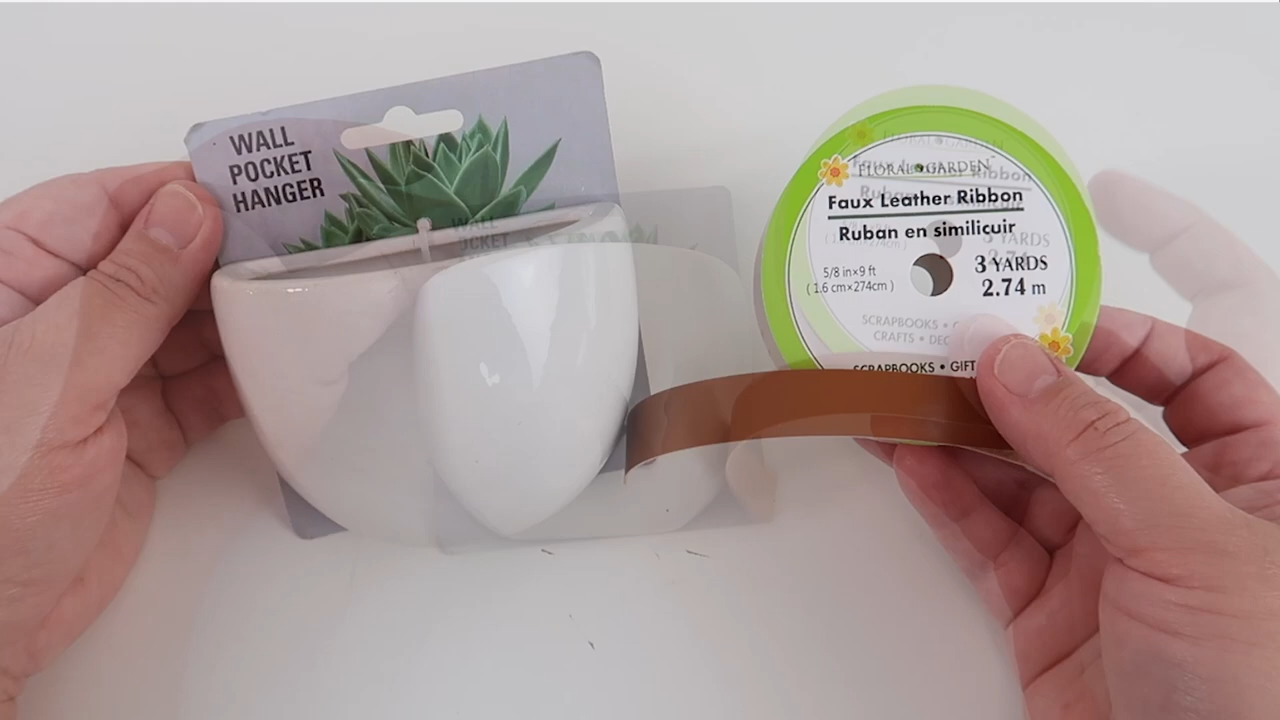 WALL
POCKET
HANGER
FLORAL GARDEN
Faux Leather Ribbon
Ruban en similicuir
5/8 in×9 ft
( 1.6 cm×274cm )
3 YARDS
2.74 m
SCRAPBOOKS •
CRAFTS •
SCRAPBOOKS • GIFT